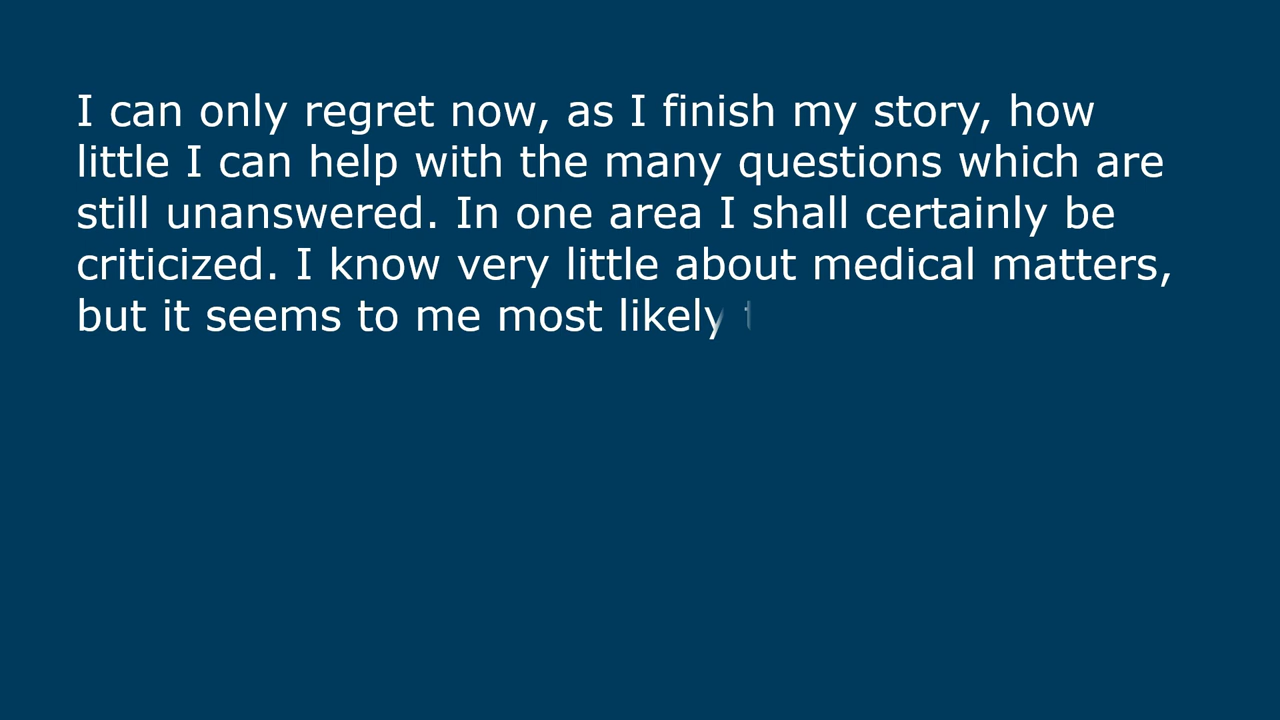 I can only regret now, as I finish my story, how
little I can help with the many questions which are
still unanswered. In one area I shall certainly be
criticized. I know very little about medical matters,
but it seems to me most likely